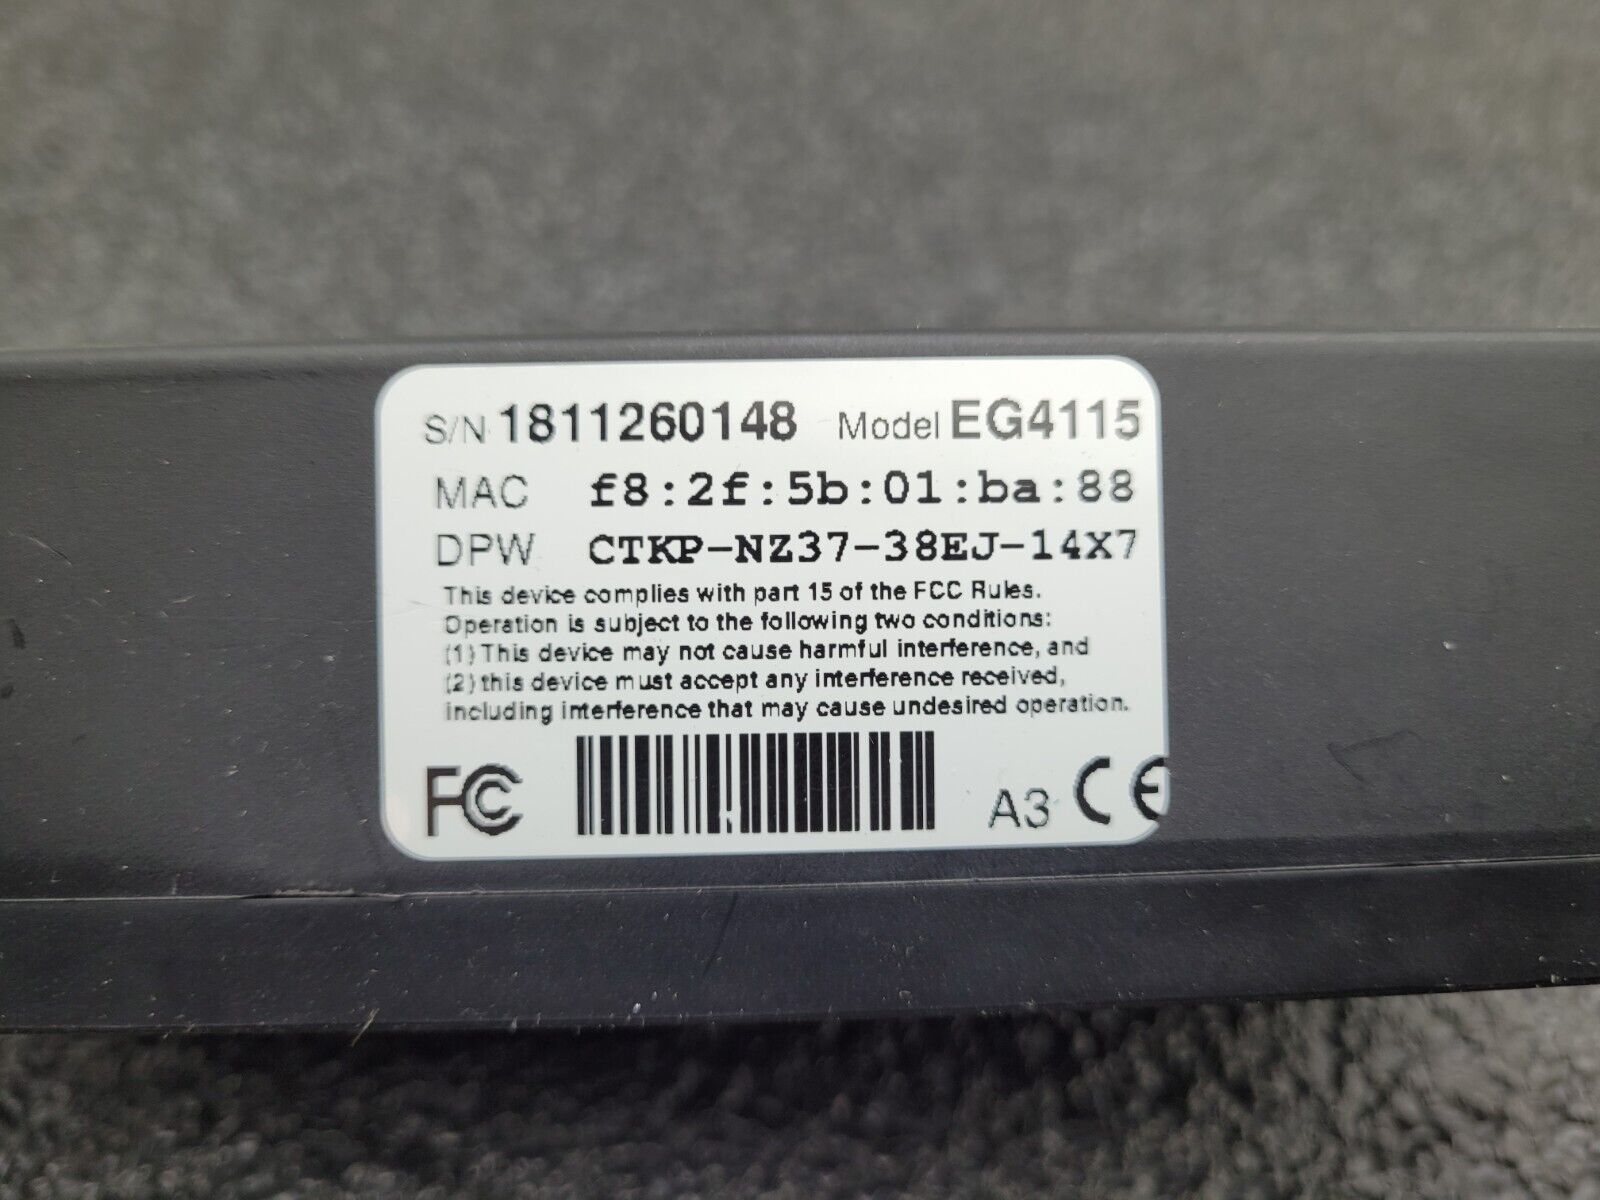 S/N 1811260148 Model EG4115
MAC f8:2f:5b:01:ba:88
DPW CTKP-NZ37-38EJ-14X7
This device complies with part 15 of the FCC Rules.
Operation is subject to the following two conditions:
(1) This device may not cause harmful interference, and
(2) this device must accept any interference received,
including interference that may cause undesired operation.
FC A3 CE